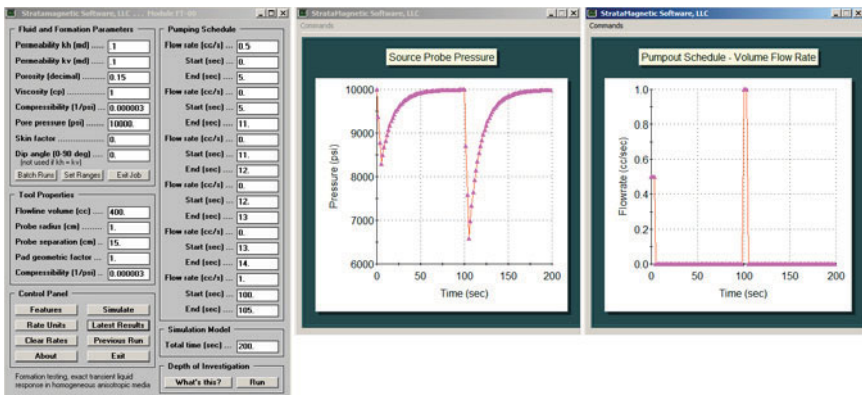 Stratamagnetic Software, LLC ... Module FT-00
Fluid and Formation Parameters
Permeability kh (md) ..... .1
Permeability kv (md) ..... .1
Porosity (decimal) .......... 0.15
Viscosity (cp) ................. 1
Compressibility (1/psi) .. 0.000003
Pore pressure (psi) ........ 10000.
Skin factor ..................... 0.
Dip angle (0-90 deg) .... 0.
(not used if kh = kv)
Batch Runs Set Ranges Exit Job
Tool Properties
Flowline volume (cc) .... 400.
Probe radius (cm) ......... 1.
Probe separation (cm) .. 15.
Pad geometric factor ... 1.
Compressibility (1/psi) .. 0.000003
Control Panel
Features Simulate
Rate Units Latest Results
Clear Rates Previous Run
About Exit
Formation testing, exact transient liquid
response in homogeneous anisotropic media
Pumping Schedule
Flow rate (cc/s) ... 0.5
Start (sec) ... 0.
End (sec) ... 5.
Flow rate (cc/s) ... 0.
Start (sec) ... 5.
End (sec) ... 11.
Flow rate (cc/s) ... 0.
Start (sec) ... 11.
End (sec) ... 12.
Flow rate (cc/s) ... 0.
Start (sec) ... 12.
End (sec) ... 13
Flow rate (cc/s) ... 0.
Start (sec) ... 13.
End (sec) ... 14.
Flow rate (cc/s) ... 1.
Start (sec) ... 100.
End (sec) ... 105.
Simulation Model
Total time (sec) ... 200.
Depth of Investigation
What's this? Run
StrataMagnetic Software, LLC
Commands
Source Probe Pressure
10000
9000
8000
7000
6000
Pressure (psi)
0 50 100 150 200
Time (sec)
StrataMagnetic Software, LLC
Commands
Pumpout Schedule - Volume Flow Rate
1.0
0.8
0.6
0.4
0.2
0.0
Flowrate (cc/sec)
0 50 100 150 200
Time (sec)